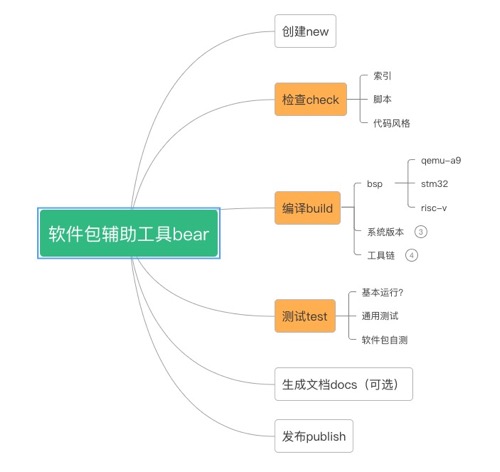 创建new
检查check
索引
脚本
代码风格
软件包辅助工具bear
编译build
bsp
qemu-a9
stm32
risc-v
系统版本 3
工具链 4
测试test
基本运行?
通用测试
软件包自测
生成文档docs（可选）
发布publish